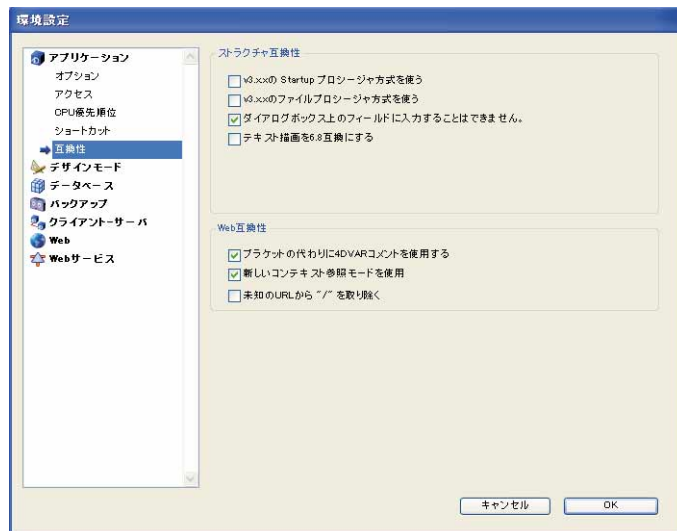 環境設定
アプリケーション
オプション
アクセス
CPU優先順位
ショートカット
互換性
デザインモード
データベース
バックアップ
クライアント-サーバ
Web
Webサービス
ストラクチャ互換性
v3.xxの Startup プロシージャ方式を使う
v3.xxのファイルプロシージャ方式を使う
ダイアログボックス上のフィールドに入力することはできません。
テキスト描画を6.8互換にする
Web互換性
ブラケットの代わりに4DVARコメントを使用する
新しいコンテキスト参照モードを使用
未知のURLから "/" を取り除く
キャンセル
OK